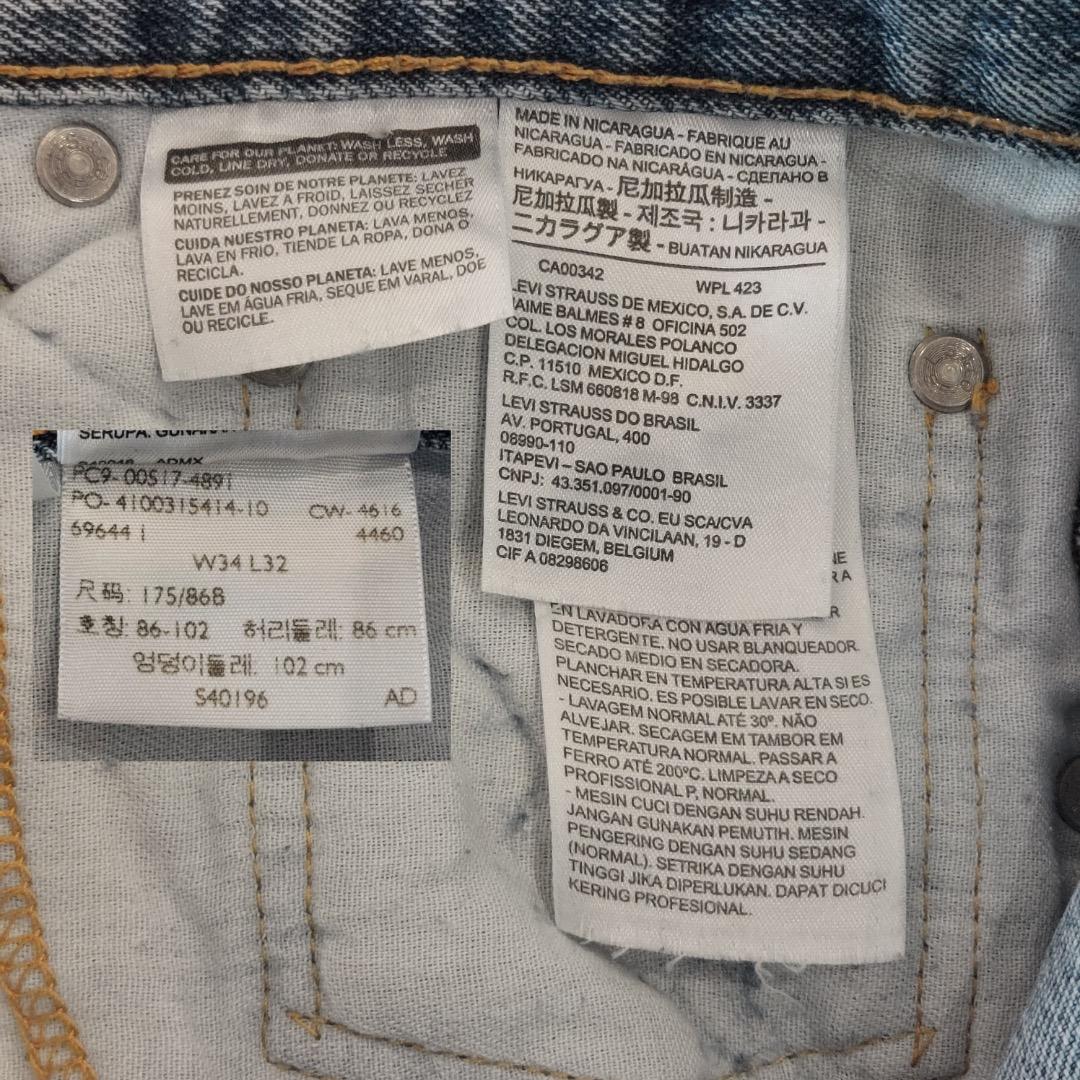 CARE FOR OUR PLANET: WASH LESS, WASH
COLD, LINE DRY, DONATE OR RECYCLE
PRENEZ SOIN DE NOTRE PLANETE: LAVEZ
MOINS, LAVEZ A FROID, LAISSEZ SECHER
NATURELLEMENT, DONNEZ OU RECYCLEZ
CUIDA NUESTRO PLANETA: LAVA MENOS,
LAVA EN FRIO, TIENDE LA ROPA, DONA O
RECICLA.
CUIDE DO NOSSO PLANETA: LAVE MENOS,
LAVE EM ÁGUA FRIA, SEQUE EM VARAL, DOE
OU RECICLE.
MADE IN NICARAGUA - FABRIQUE AU
NICARAGUA - FABRICADO EN NICARAGUA -
FABRICADO NA NICARÁGUA - СДЕЛАНО В
НИКАРАГУА - 尼加拉瓜制造 -
尼加拉瓜製 - 제조국 : 니카라과 -
ニカラグア製 - BUATAN NIKARAGUA
CA00342 WPL 423
LEVI STRAUSS DE MEXICO, S.A. DE C.V.
JAIME BALMES # 8 OFICINA 502
COL. LOS MORALES POLANCO
DELEGACION MIGUEL HIDALGO
C.P. 11510 MEXICO D.F.
R.F.C. LSM 660818 M-98 C.N.I.V. 3337
LEVI STRAUSS DO BRASIL
AV. PORTUGAL, 400
08990-110
ITAPEVI – SAO PAULO BRASIL
CNPJ: 43.351.097/0001-90
LEVI STRAUSS & CO. EU SCA/CVA
LEONARDO DA VINCILAAN, 19 - D
1831 DIEGEM, BELGIUM
CIF A 08298606
EN LAVADORA CON AGUA FRIA Y
DETERGENTE, NO USAR BLANQUEADOR.
SECADO MEDIO EN SECADORA.
PLANCHAR EN TEMPERATURA ALTA SI ES
NECESARIO. ES POSIBLE LAVAR EN SECO.
- LAVAGEM NORMAL ATÉ 30º. NÃO
ALVEJAR. SECAGEM EM TAMBOR EM
TEMPERATURA NORMAL. PASSAR A
FERRO ATÉ 200ºC. LIMPEZA A SECO
PROFISSIONAL P, NORMAL.
- MESIN CUCI DENGAN SUHU RENDAH.
JANGAN GUNAKAN PEMUTIH. MESIN
PENGERING DENGAN SUHU SEDANG
(NORMAL). SETRIKA DENGAN SUHU
TINGGI JIKA DIPERLUKAN. DAPAT DICUCI
KERING PROFESIONAL.
SERUPA.
PC9- 00517-4891
PO- 4100315414-10 CW- 4616
69644 1 4460
W34 L32
尺码: 175/86B
호칭: 86-102 허리둘레: 86 cm
엉덩이둘레: 102 cm
S40196 AD